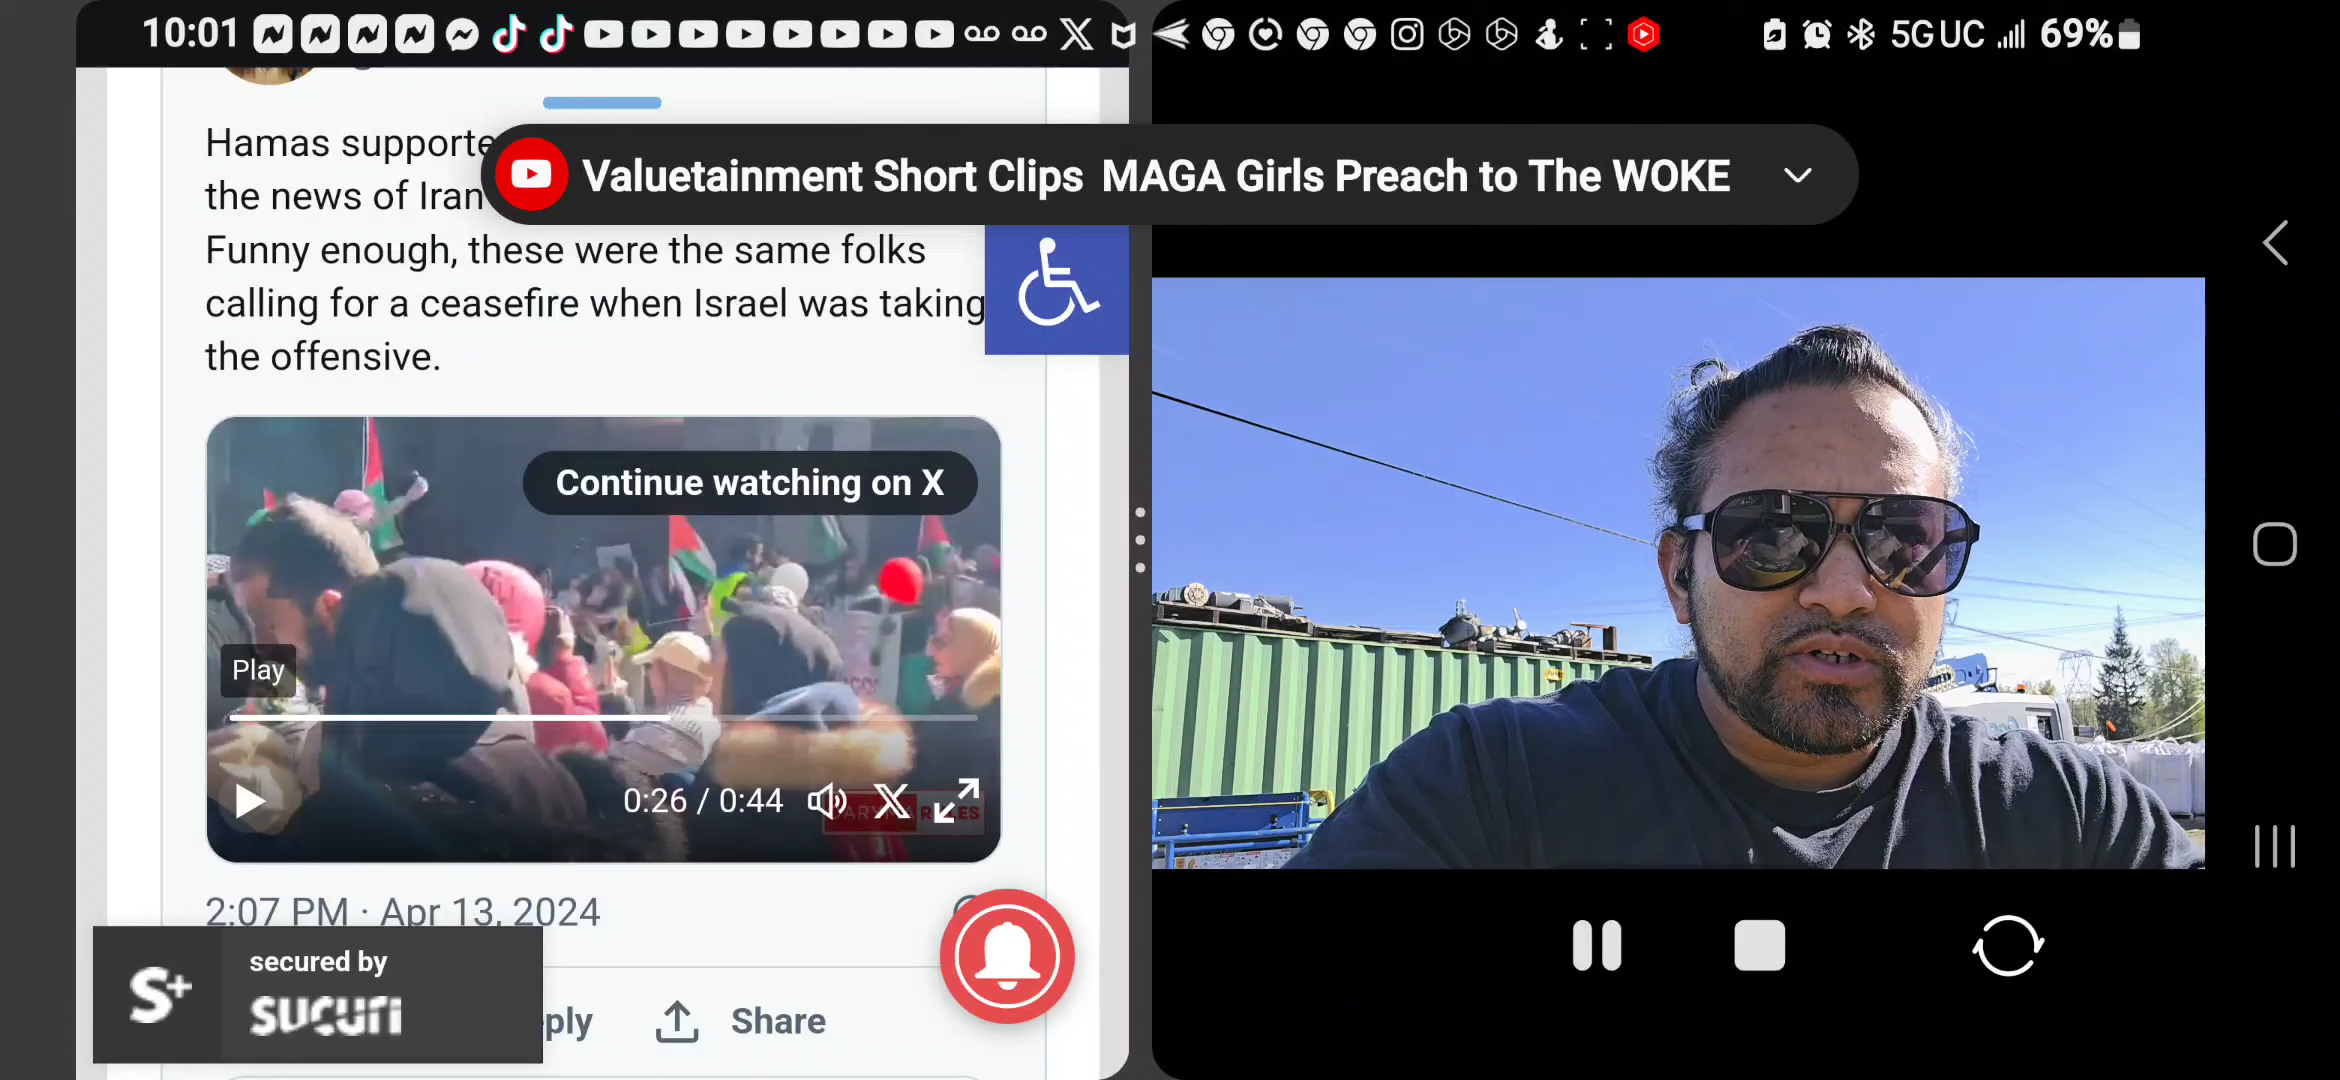 10:01
5G UC 69%
Hamas supporte
Valuetainment Short Clips MAGA Girls Preach to The WOKE
the news of Iran
Funny enough, these were the same folks
calling for a ceasefire when Israel was taking
the offensive.
Continue watching on X
Play
0:26 / 0:44
2:07 PM · Apr 13, 2024
S+
secured by
sucuri
ply
Share